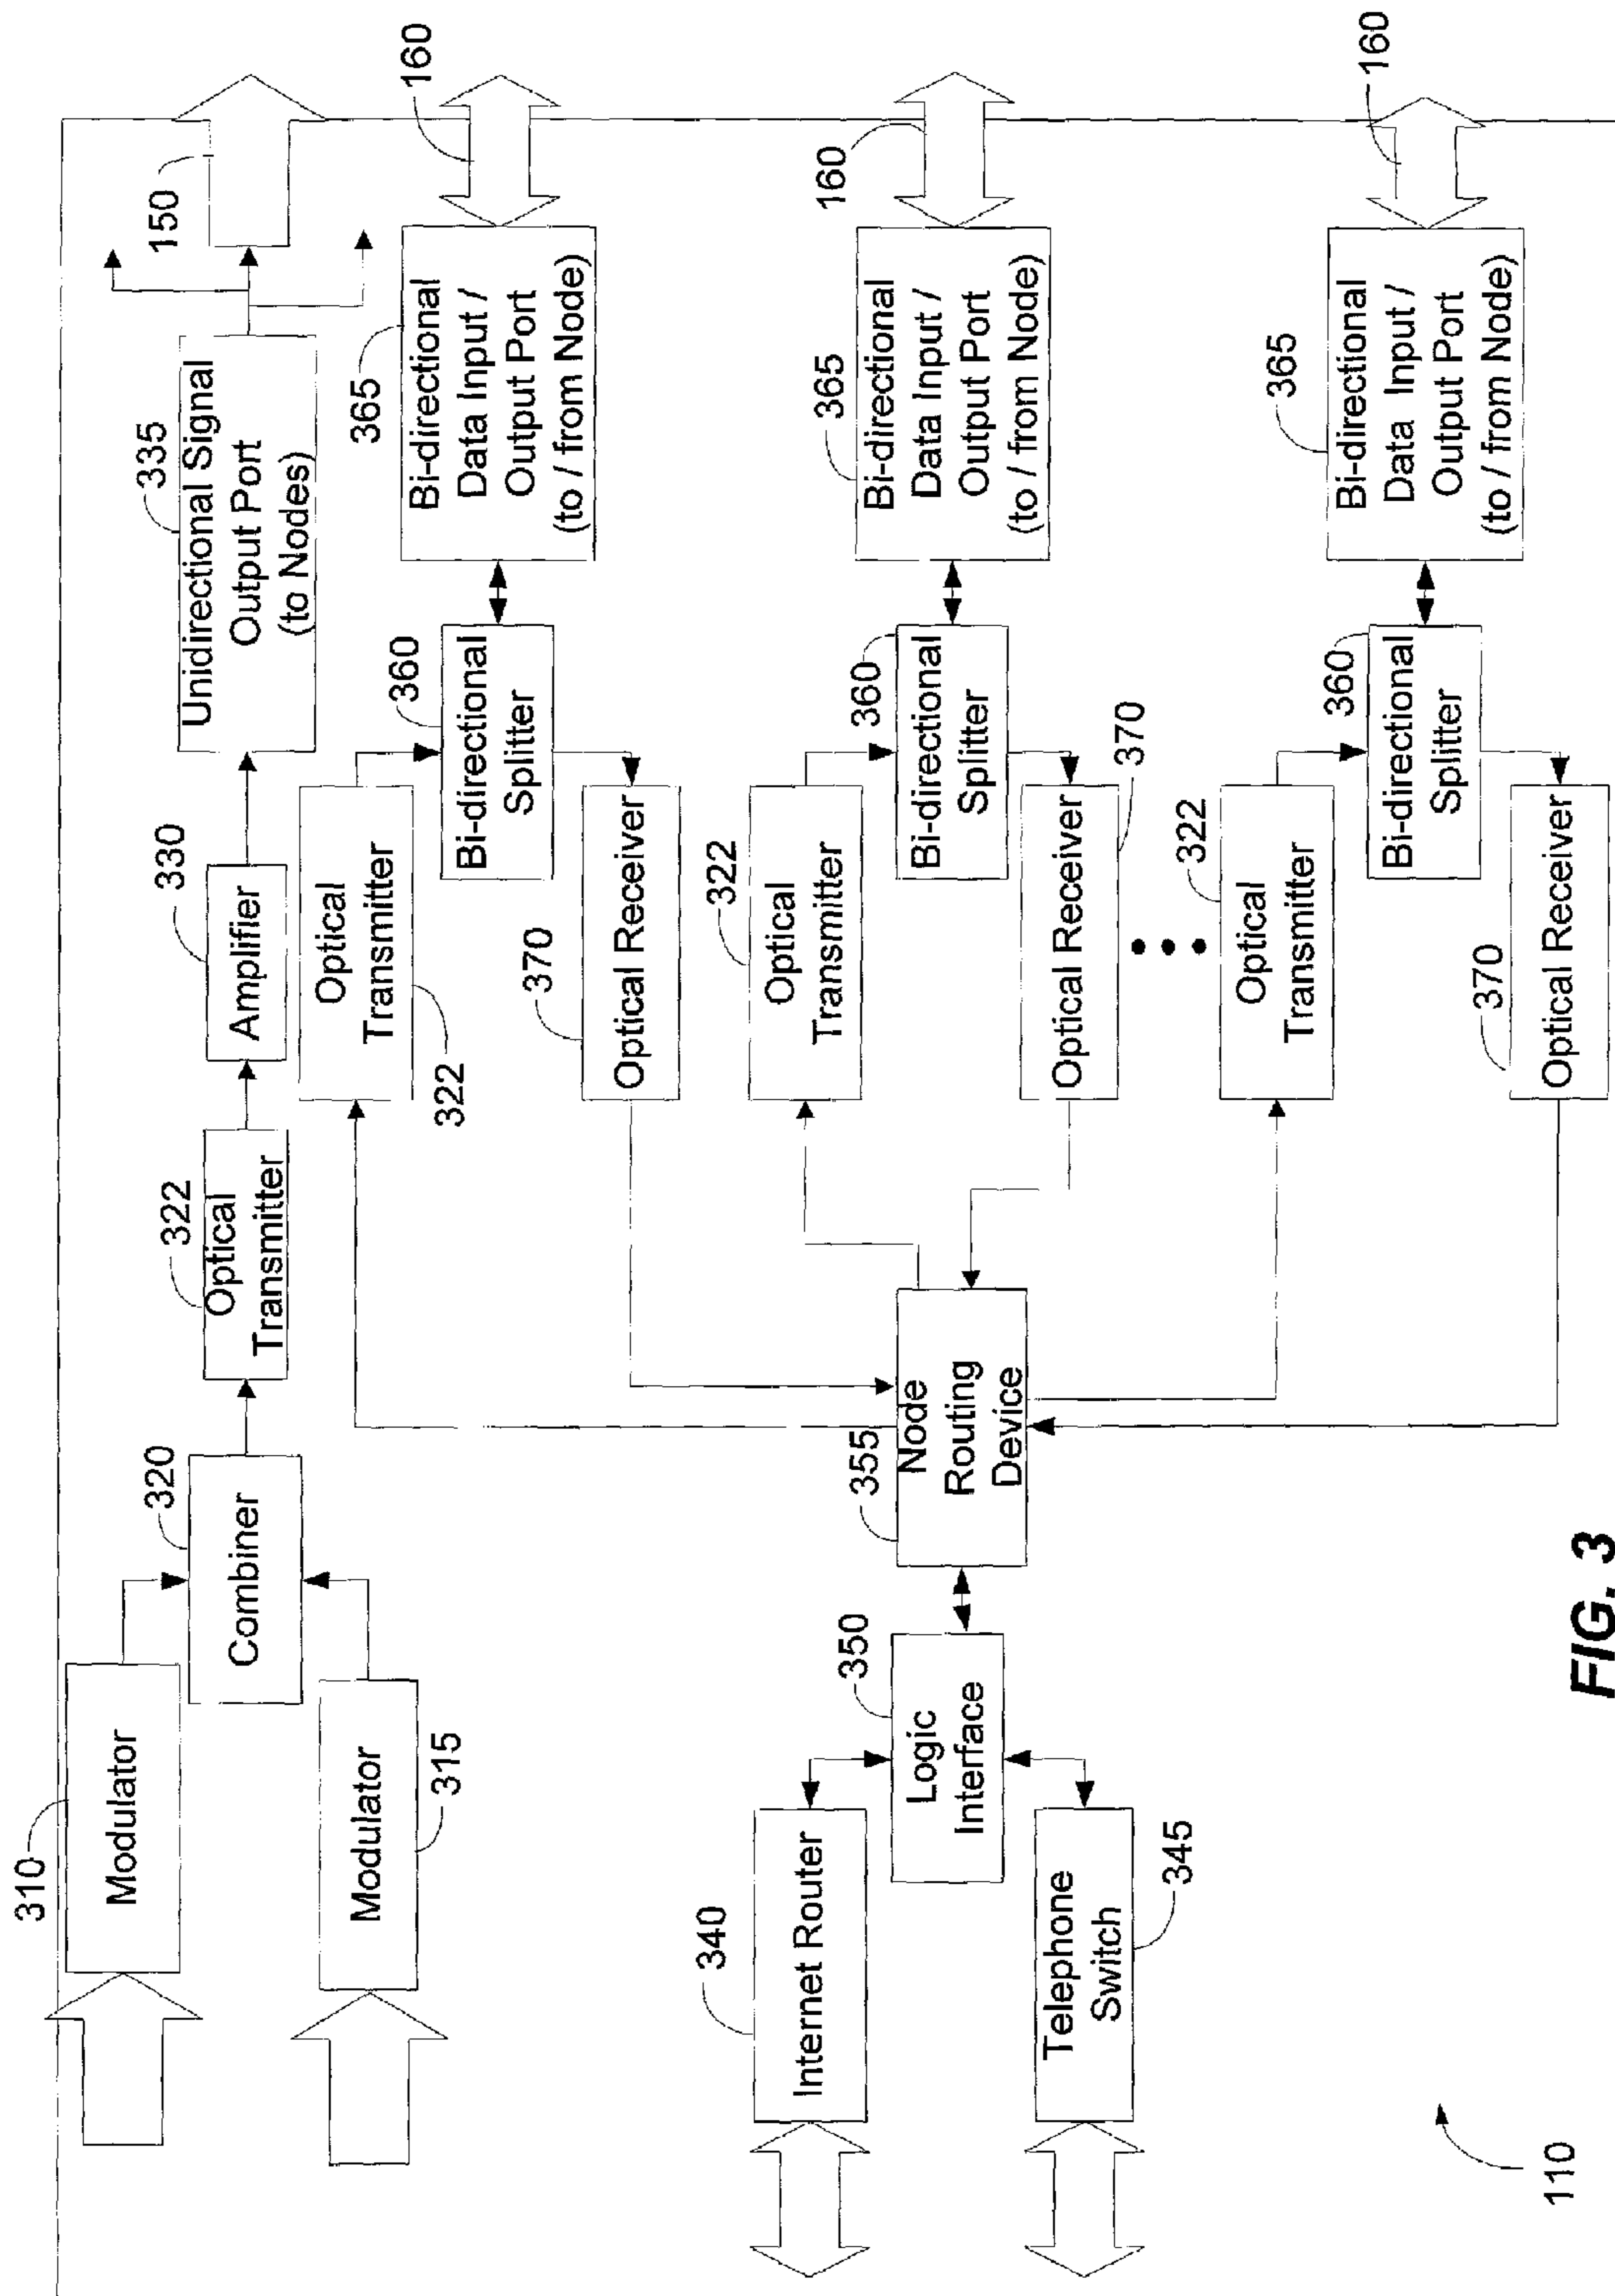 310
Modulator
Modulator
315
320
Combiner
322
Optical
Transmitter
330
Amplifier
335
Unidirectional Signal
Output Port
(to Nodes)
150
Optical
Transmitter
322
360
Bi-directional
Splitter
365
Bi-directional
Data Input /
Output Port
(to / from Node)
160
370
Optical Receiver
340
Internet Router
Telephone
Switch
345
350
Logic
Interface
355
Node
Routing
Device
322
Optical
Transmitter
360
Bi-directional
Splitter
365
Bi-directional
Data Input /
Output Port
(to / from Node)
160
Optical Receiver
370
322
Optical
Transmitter
360
Bi-directional
Splitter
365
Bi-directional
Data Input /
Output Port
(to / from Node)
160
370
Optical Receiver
110
FIG. 3